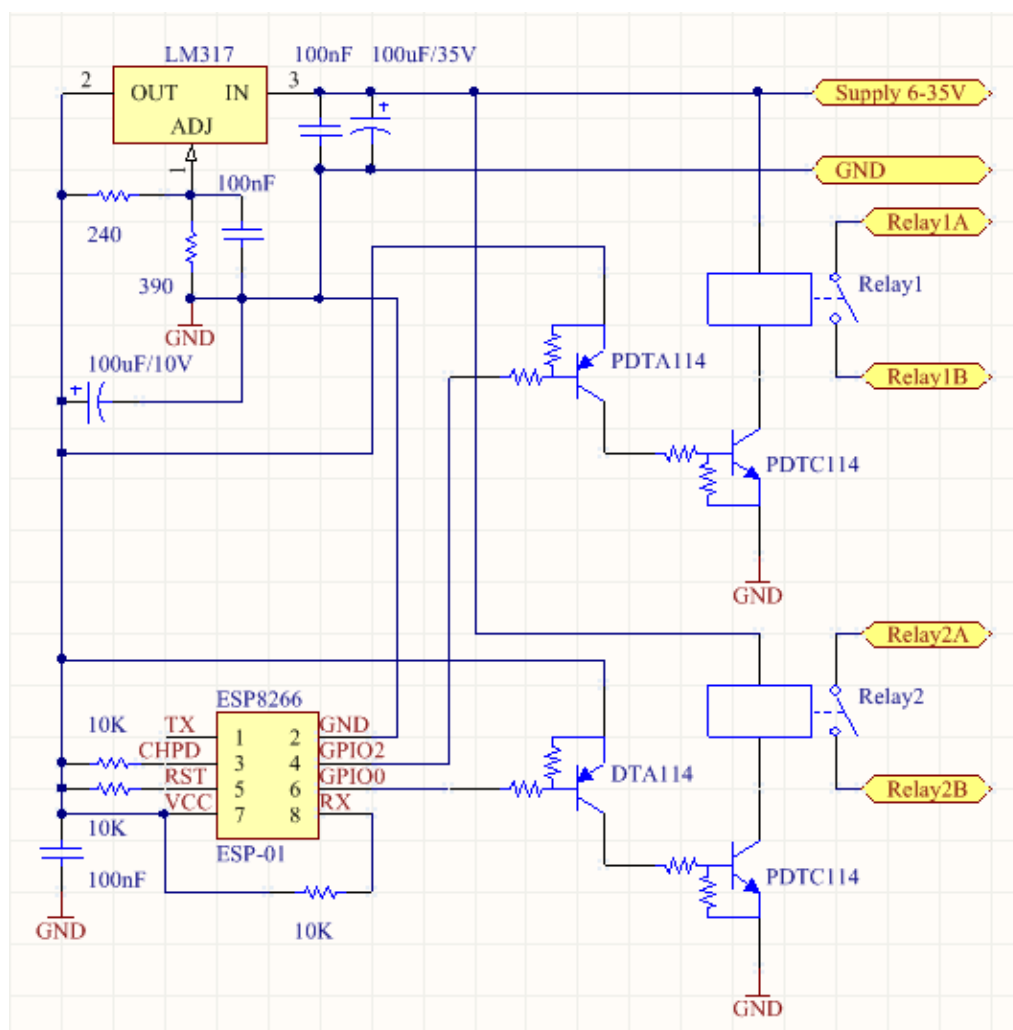 LM317
100nF
100uF/35V
2
OUT
IN
3
ADJ
1
Supply 6-35V
GND
100nF
240
390
GND
Relay1A
Relay1
Relay1B
100uF/10V
+
+
PDTA114
PDTC114
GND
Relay2A
Relay2
Relay2B
ESP8266
10K
TX
1
2
GND
CHPD
3
4
GPIO2
RST
5
6
GPIO0
VCC
7
8
RX
10K
ESP-01
100nF
GND
10K
DTA114
PDTC114
GND